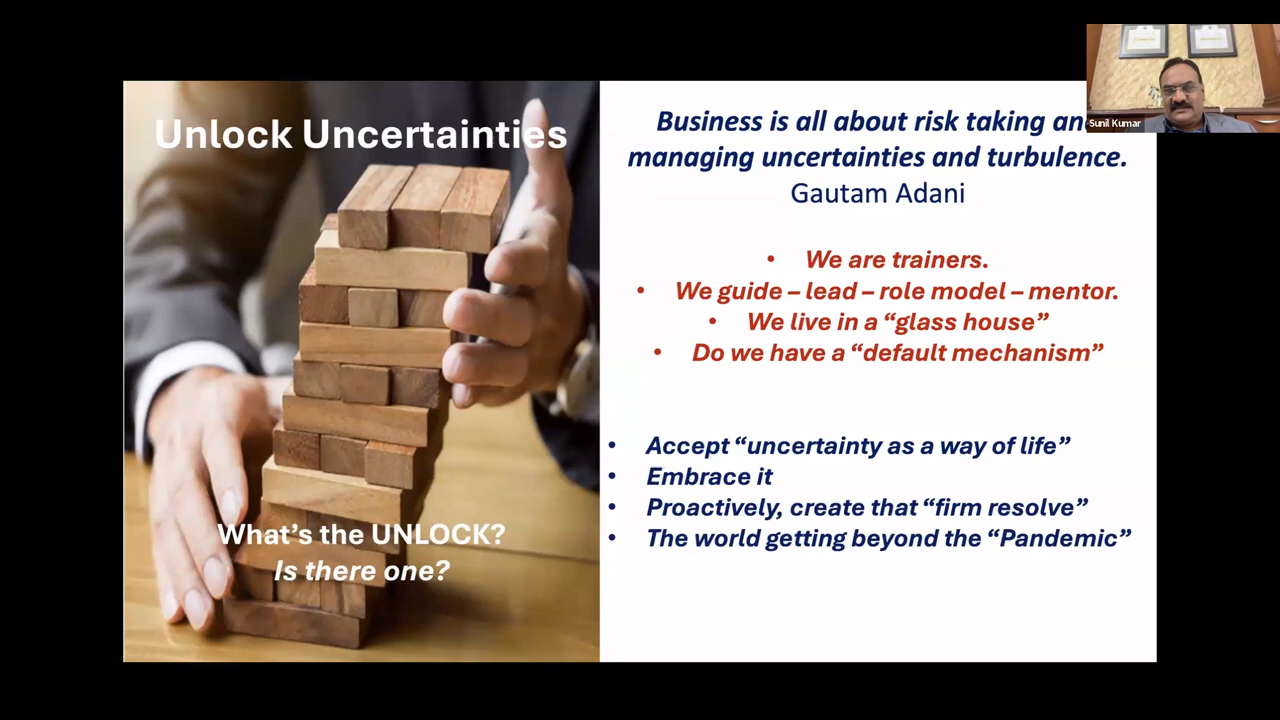 Unlock Uncertainties
What's the UNLOCK?
Is there one?
Business is all about risk taking an
managing uncertainties and turbulence.
Gautam Adani
• We are trainers.
• We guide – lead – role model – mentor.
• We live in a “glass house”
• Do we have a “default mechanism”
• Accept “uncertainty as a way of life”
• Embrace it
• Proactively, create that “firm resolve”
• The world getting beyond the “Pandemic”
Sunil Kumar